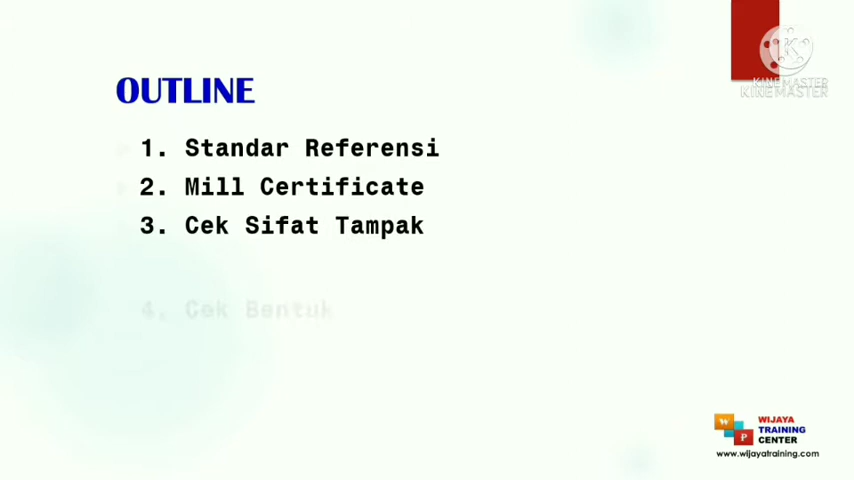 OUTLINE
1. Standar Referensi
2. Mill Certificate
3. Cek Sifat Tampak
4. Cek Bentuk
K
KINEMASTER
KINEMASTER
W
P
WIJAYA
TRAINING
CENTER
www.wijayatraining.com